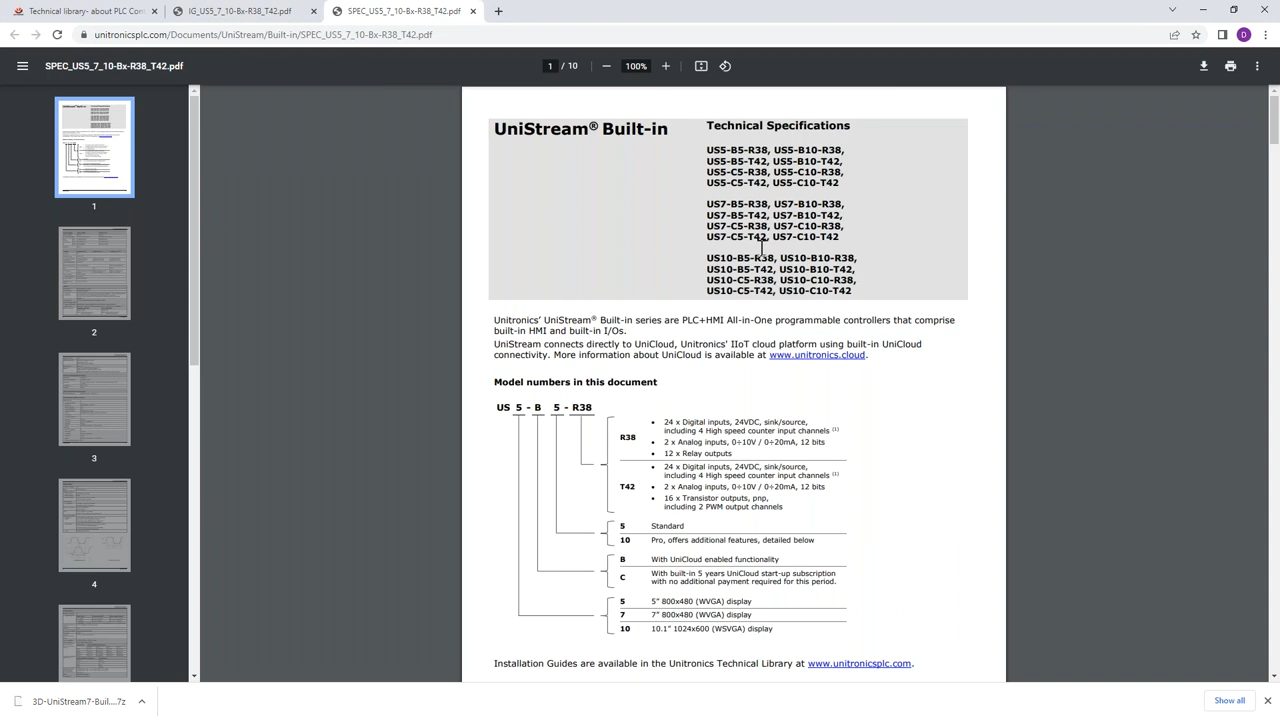 Technical library- about PLC Cont
IG_US5_7_10-Bx-R38_T42.pdf
SPEC_US5_7_10-Bx-R38_T42.pdf
unitronicsplc.com/Documents/UniStream/Built-in/SPEC_US5_7_10-Bx-R38_T42.pdf
D
SPEC_US5_7_10-Bx-R38_T42.pdf
1 / 10
100%
1
2
3
4
UniStream® Built-in
Technical Specifications
US5-B5-R38, US5-B10-R38,
US5-B5-T42, US5-B10-T42,
US5-C5-R38, US5-C10-R38,
US5-C5-T42, US5-C10-T42
US7-B5-R38, US7-B10-R38,
US7-B5-T42, US7-B10-T42,
US7-C5-R38, US7-C10-R38,
US7-C5-T42, US7-C10-T42
US10-B5-R38, US10-B10-R38,
US10-B5-T42, US10-B10-T42,
US10-C5-R38, US10-C10-R38,
US10-C5-T42, US10-C10-T42
Unitronics' UniStream® Built-in series are PLC+HMI All-in-One programmable controllers that comprise
built-in HMI and built-in I/Os.
UniStream connects directly to UniCloud, Unitronics' IIoT cloud platform using built-in UniCloud
connectivity. More information about UniCloud is available at www.unitronics.cloud.
Model numbers in this document
US 5 - B 5 - R38
R38
• 24 x Digital inputs, 24VDC, sink/source,
including 4 High speed counter input channels (1)
• 2 x Analog inputs, 0÷10V / 0÷20mA, 12 bits
• 12 x Relay outputs
T42
• 24 x Digital inputs, 24VDC, sink/source,
including 4 High speed counter input channels (1)
• 2 x Analog inputs, 0÷10V / 0÷20mA, 12 bits
• 16 x Transistor outputs, pnp,
including 2 PWM output channels
5 Standard
10 Pro, offers additional features, detailed below
B With UniCloud enabled functionality
C With built-in 5 years UniCloud start-up subscription
with no additional payment required for this period.
5 5" 800x480 (WVGA) display
7 7" 800x480 (WVGA) display
10 10.1" 1024x600 (WSVGA) display
Installation Guides are available in the Unitronics Technical Library at www.unitronicsplc.com.
3D-UniStream7-Buil....7z
Show all